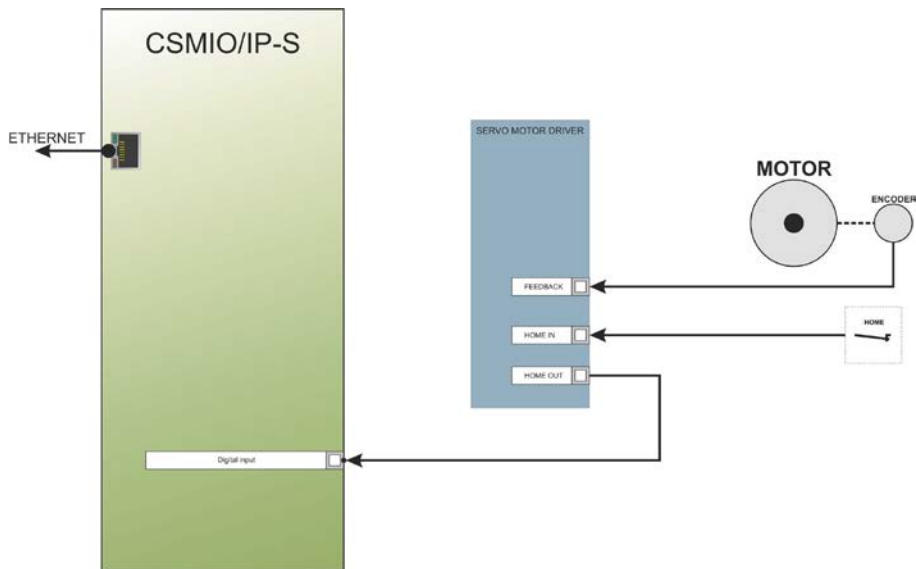 CSMIO/IP-S
ETHERNET
SERVO MOTOR DRIVER
MOTOR
ENCODER
FEEDBACK
HOME
HOME IN
HOME OUT
Digital input